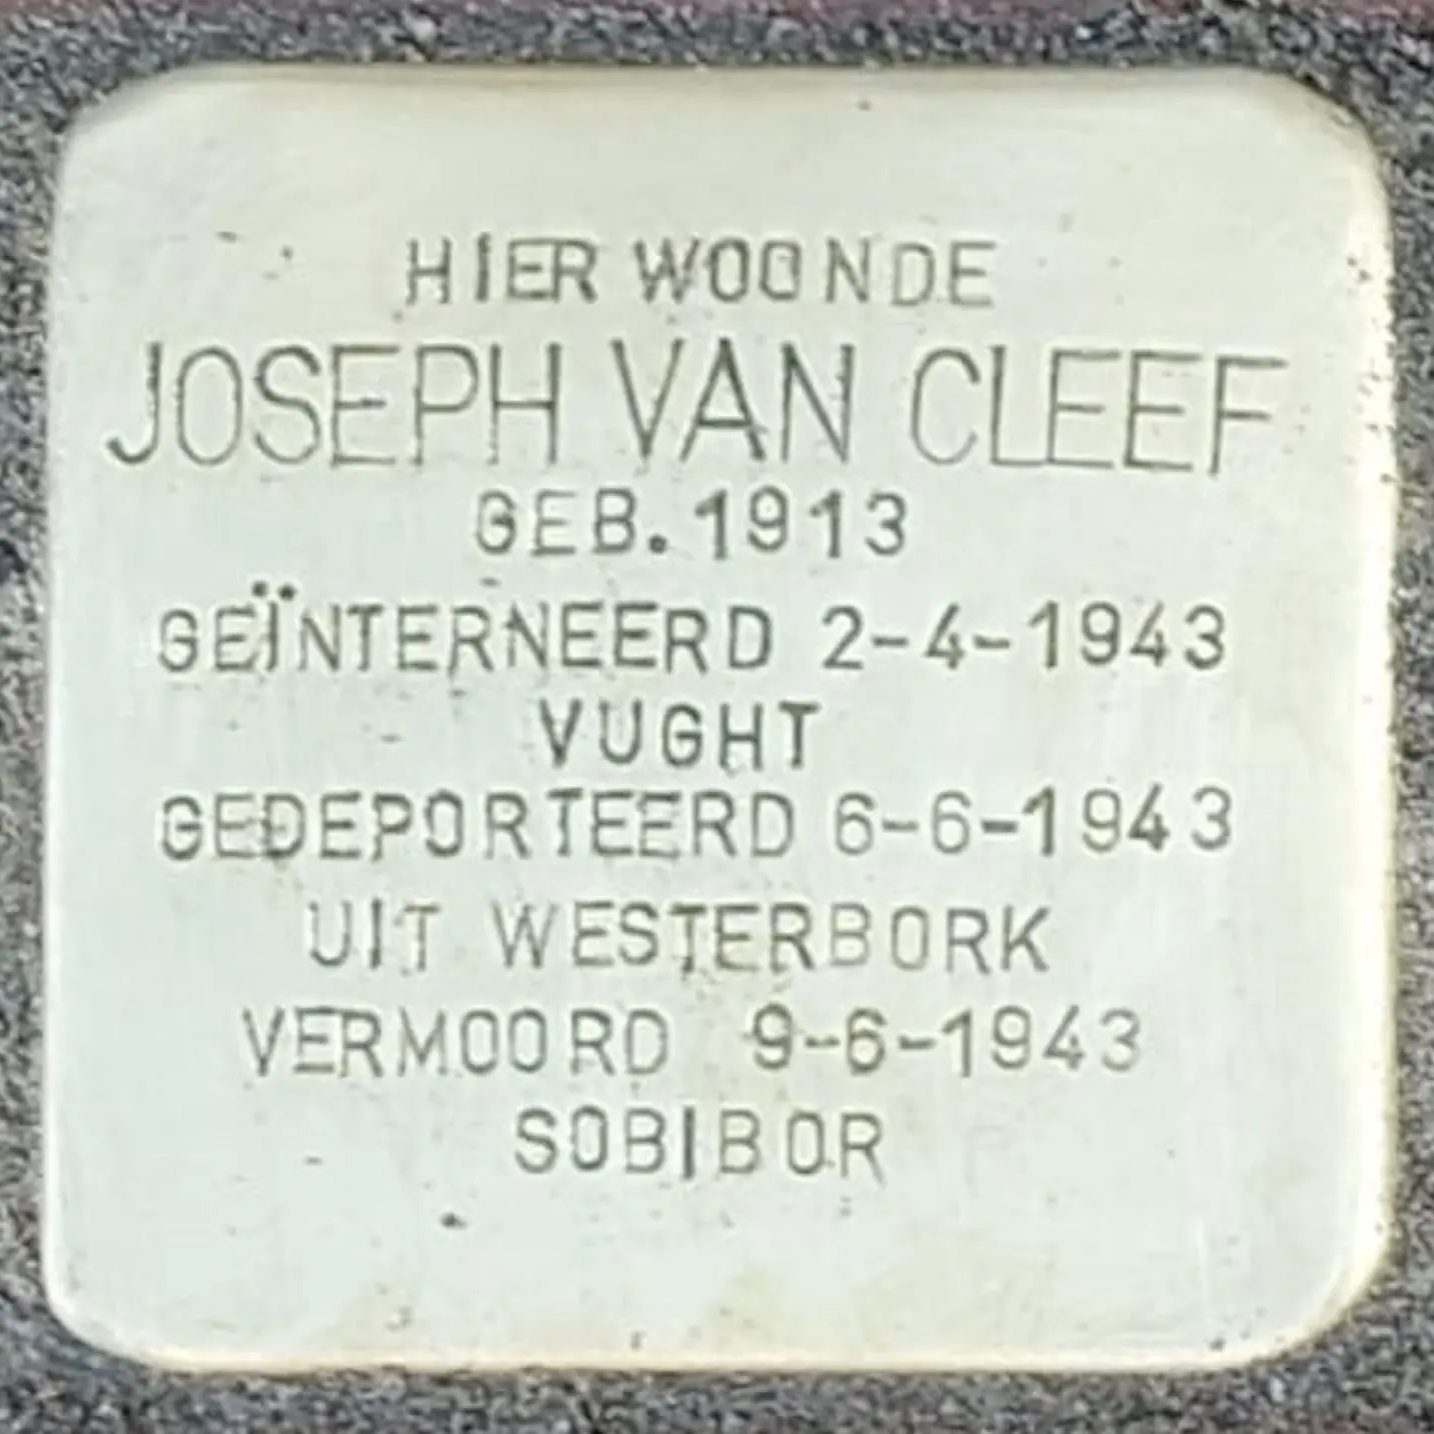 HIER WOONDE
JOSEPH VAN CLEEF
GEB. 1913
GEÏNTERNEERD 2-4-1943
VUGHT
GEDEPORTEERD 6-6-1943
UIT WESTERBORK
VERMOORD 9-6-1943
SOBIBOR